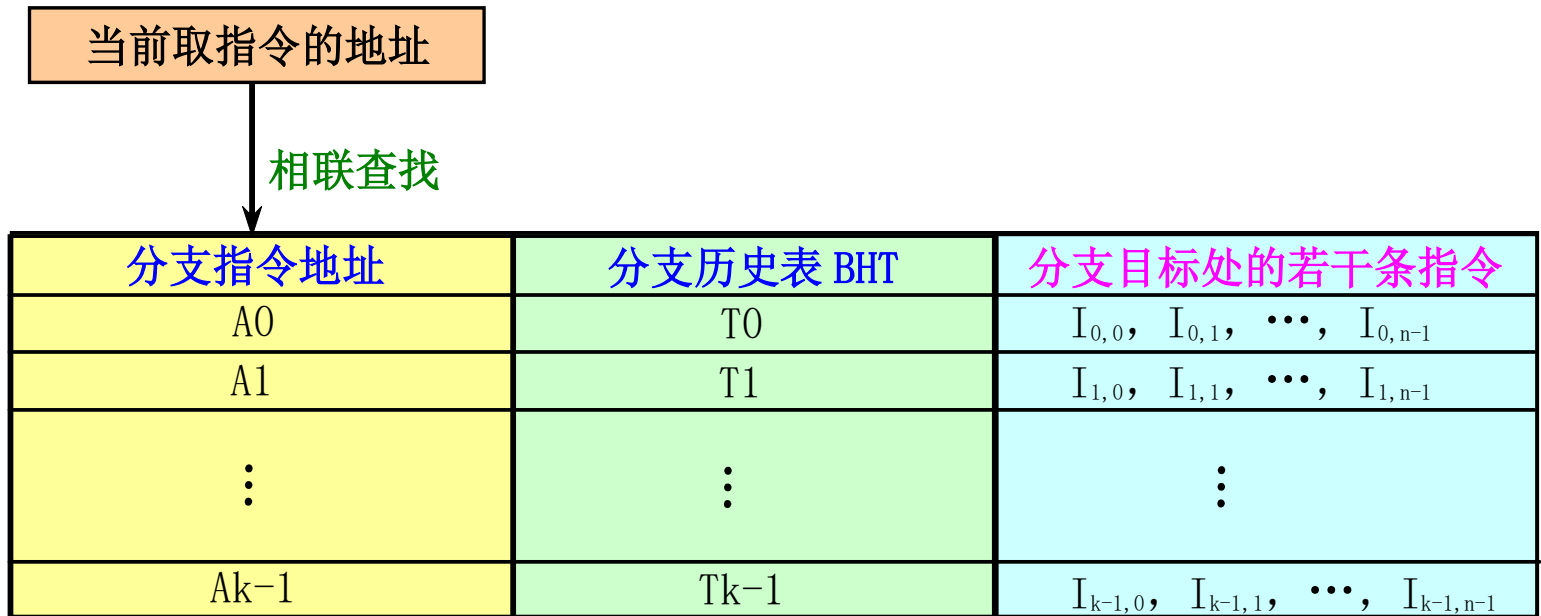 当前取指令的地址
相联查找
分支指令地址 分支历史表 BHT 分支目标处的若干条指令
A0 T0 I0,0, I0,1, …, I0,n-1
A1 T1 I1,0, I1,1, …, I1,n-1
⋮ ⋮ ⋮
Ak-1 Tk-1 Ik-1,0, Ik-1,1, …, Ik-1,n-1